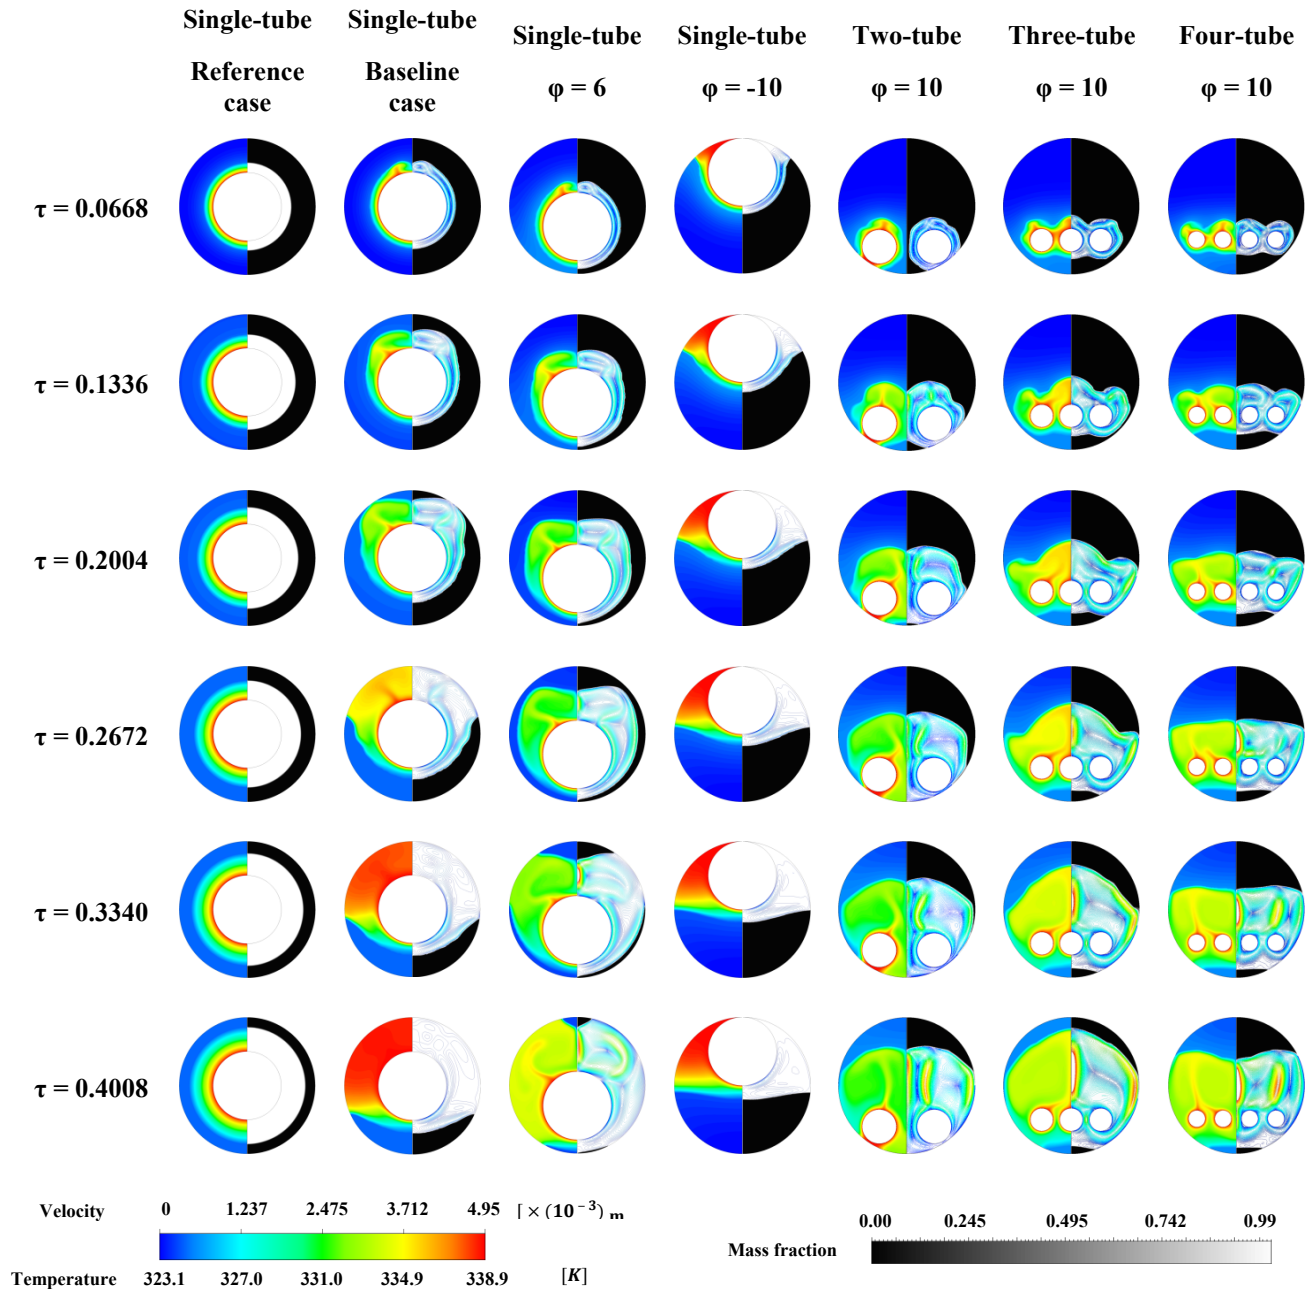 Single-tube Single-tube Single-tube Single-tube Two-tube Three-tube Four-tube
Reference case Baseline case φ = 6 φ = -10 φ = 10 φ = 10 φ = 10
τ = 0.0668
τ = 0.1336
τ = 0.2004
τ = 0.2672
τ = 0.3340
τ = 0.4008
Velocity 0 1.237 2.475 3.712 4.95 [ × (10⁻³) m
Temperature 323.1 327.0 331.0 334.9 338.9 [K]
0.00 0.245 0.495 0.742 0.99
Mass fraction